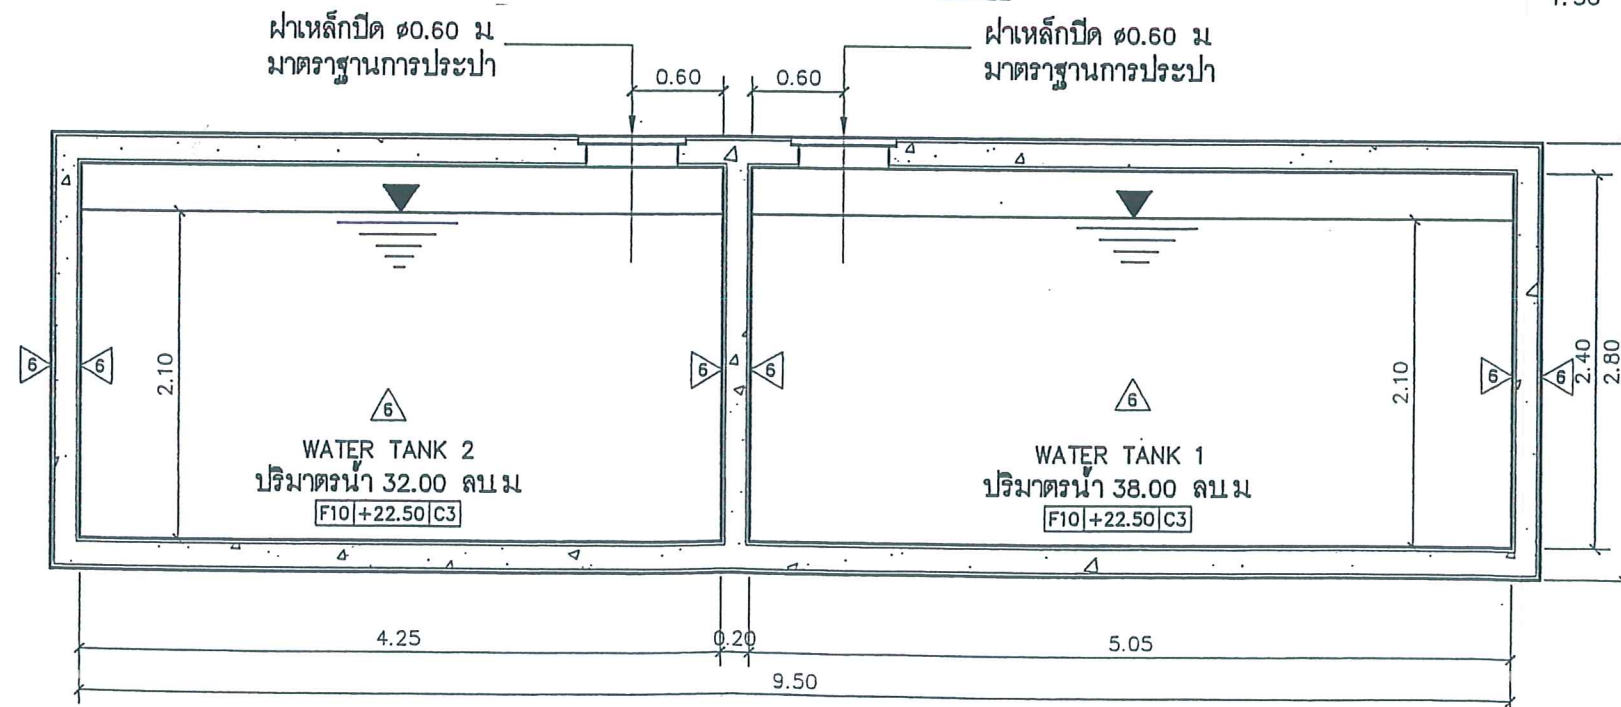 ฝาเหล็กปิด ø0.60 ม.
มาตราฐานการประปา
0.60
0.60
ฝาเหล็กปิด ø0.60 ม.
มาตราฐานการประปา
6
6
2.10
6
6
2.10
6
6
2.40
2.80
6
WATER TANK 2
ปริมาตรน้ำ 32.00 ลบ.ม.
F10 +22.50 C3
6
WATER TANK 1
ปริมาตรน้ำ 38.00 ลบ.ม.
F10 +22.50 C3
4.25
0.20
5.05
9.50